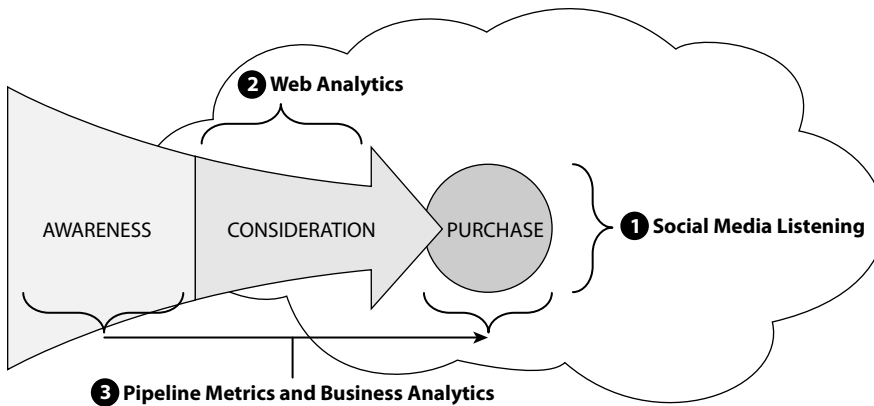 2 Web Analytics
AWARENESS CONSIDERATION PURCHASE 1 Social Media Listening
3 Pipeline Metrics and Business Analytics